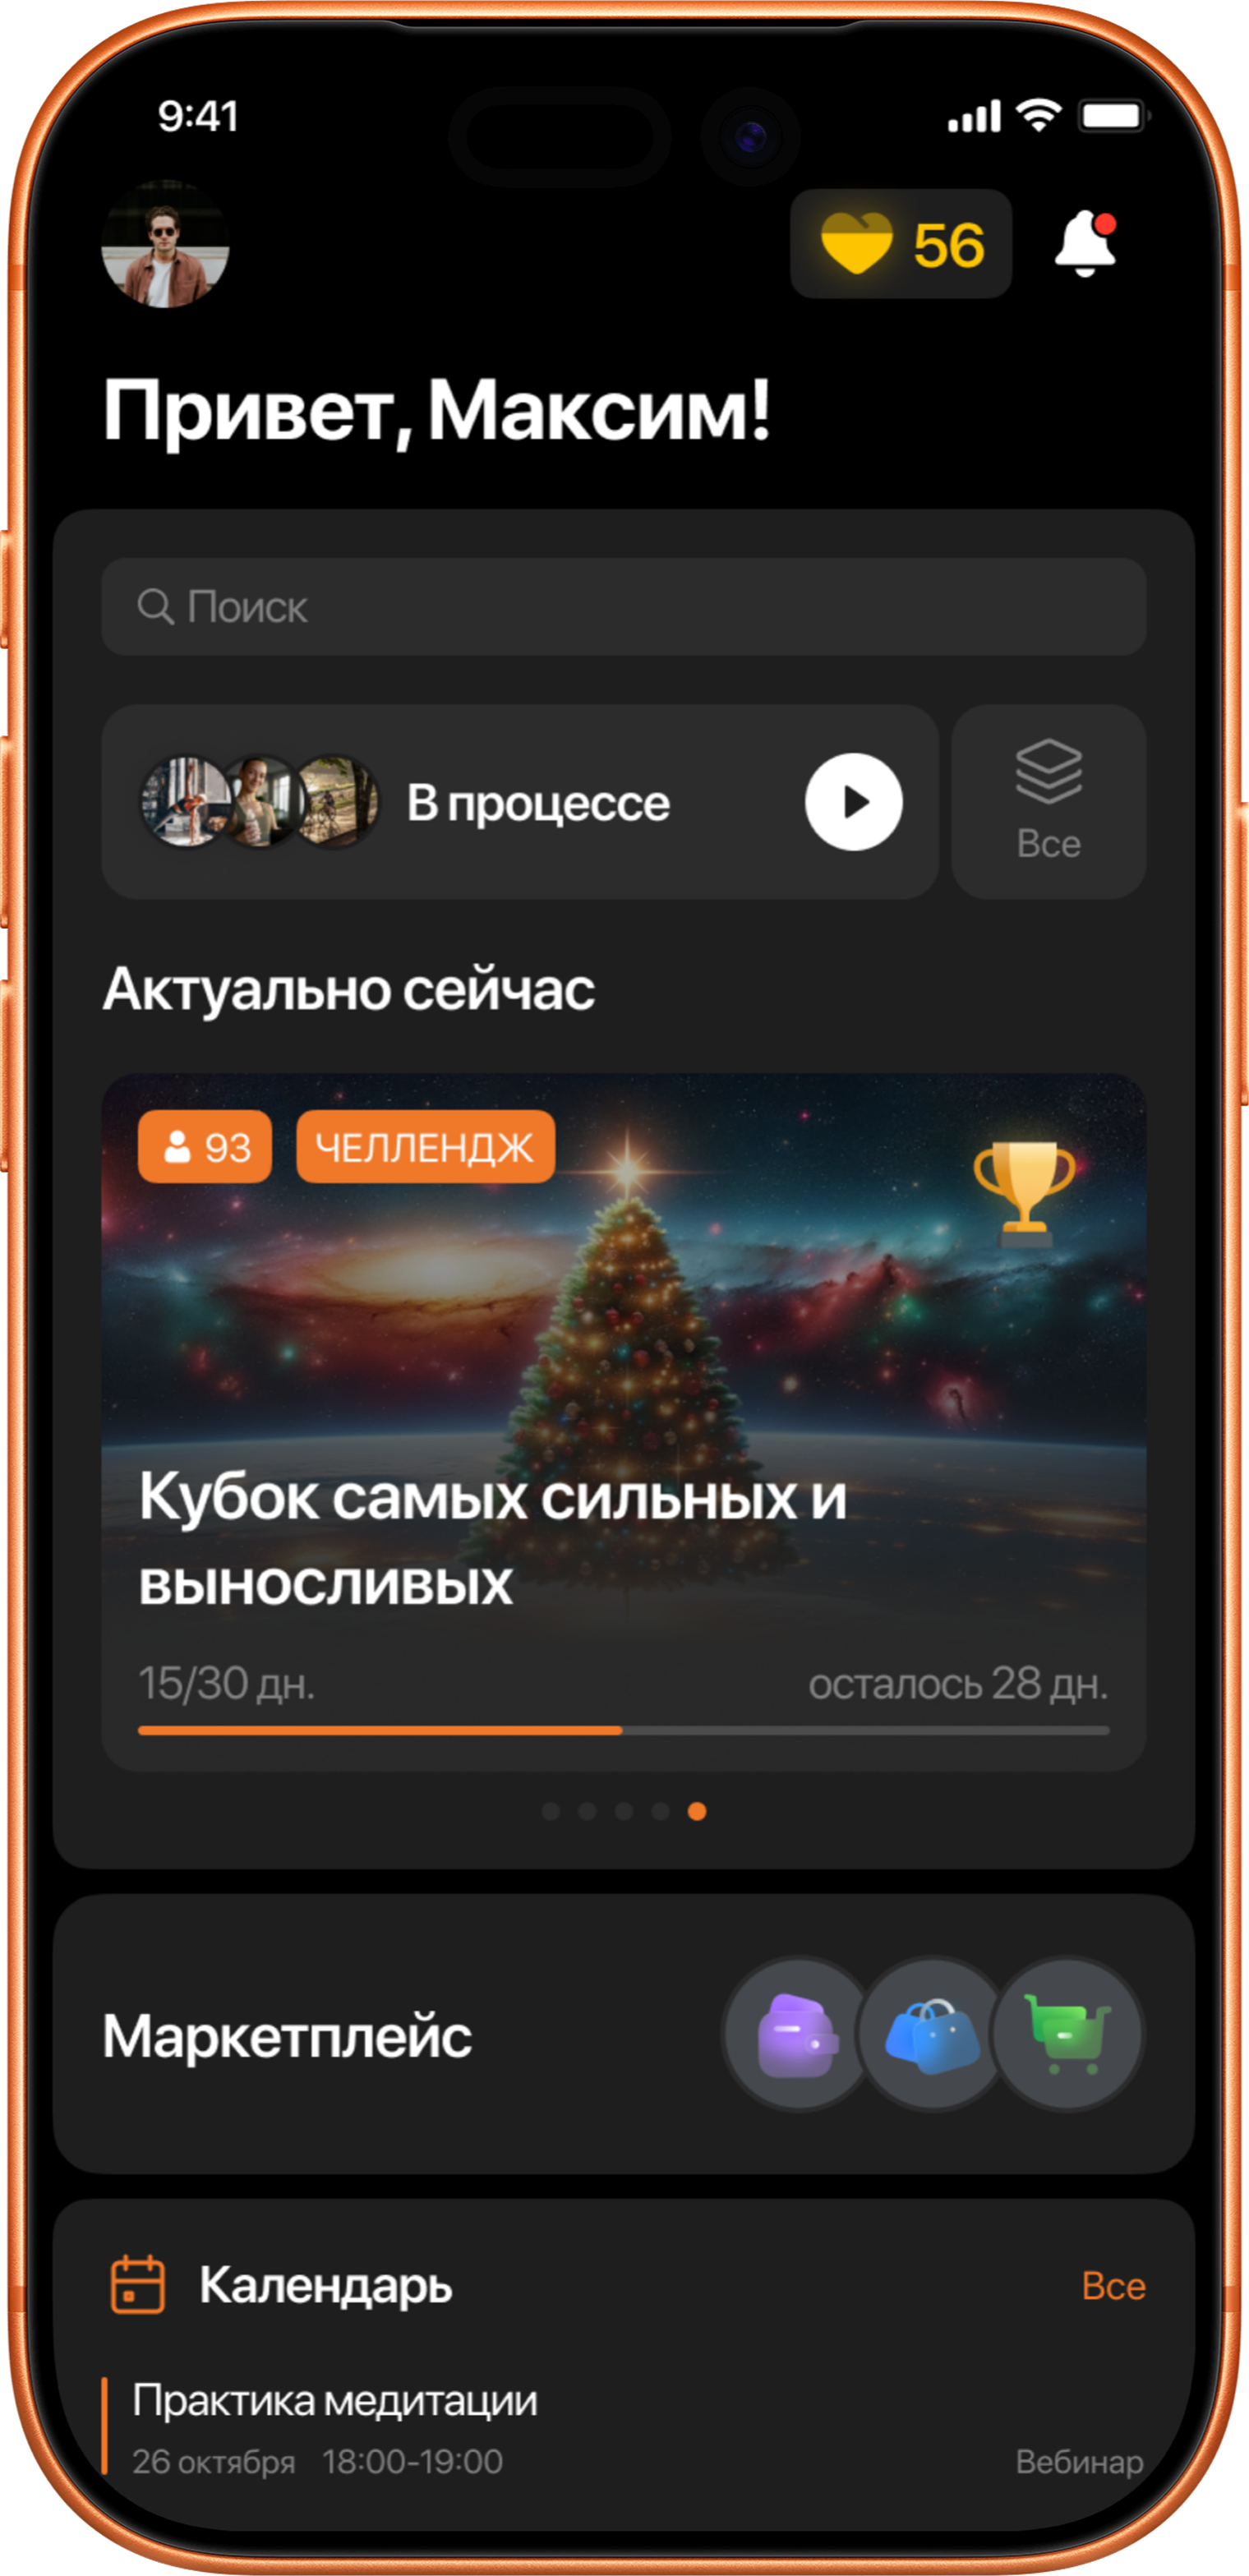 9:41
56
Привет, Максим!
Поиск
В процессе
Все
Актуально сейчас
93 ЧЕЛЛЕНДЖ
Кубок самых сильных и
выносливых
15/30 дн. осталось 28 дн.
Маркетплейс
Календарь Все
Практика медитации
26 октября 18:00-19:00 Вебинар